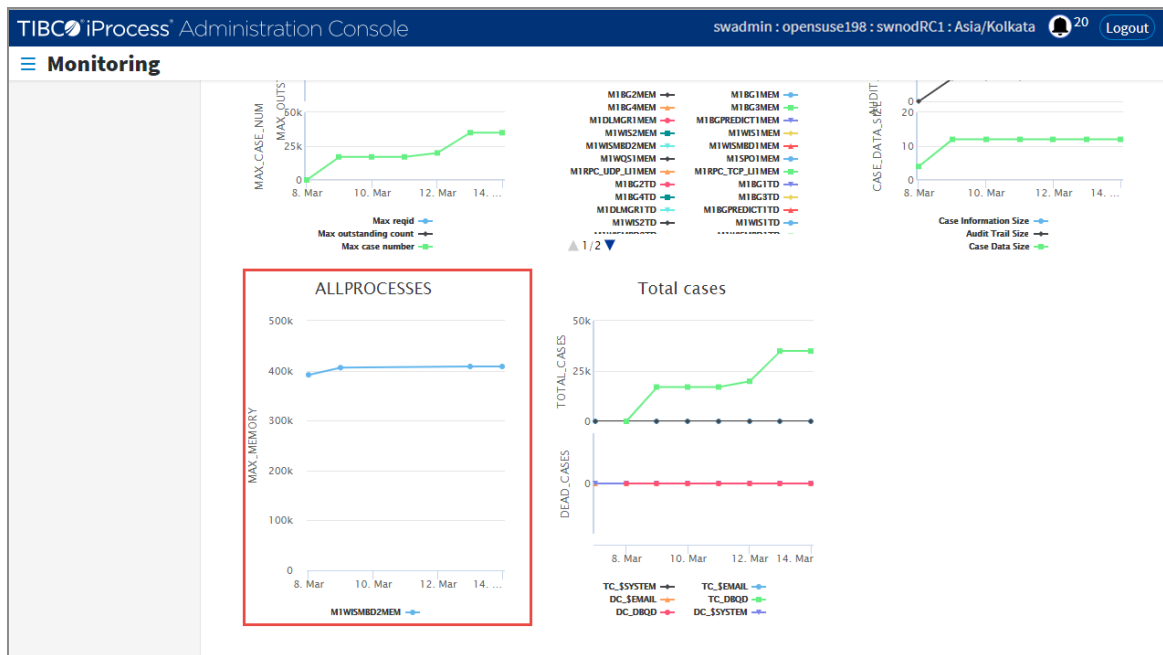 TIBCO iProcess® Administration Console
swadmin : opensuse198 : swnodRC1 : Asia/Kolkata
20
Logout
Monitoring
MAX_CASE_NUM
MAX_OUTS
50k
25k
0
8. Mar 10. Mar 12. Mar 14. ...
Max reqid
Max outstanding count
Max case number
M1BG2MEM M1BG1MEM
M1BG4MEM M1BG3MEM
M1DLMGR1MEM M1BGPREDICT1MEM
M1WIS2MEM M1WIS1MEM
M1WISMBD2MEM M1WISMBD1MEM
M1WQS1MEM M1SPO1MEM
M1RPC_UDP_LI1MEM M1RPC_TCP_LI1MEM
M1BG2TD M1BG1TD
M1BG4TD M1BG3TD
M1DLMGR1TD M1BGPREDICT1TD
M1WIS2TD M1WIS1TD
1/2
AUDIT_
CASE_DATA_SIZE
0
20
10
0
8. Mar 10. Mar 12. Mar 14. ...
Case Information Size
Audit Trail Size
Case Data Size
ALLPROCESSES
MAX_MEMORY
500k
400k
300k
200k
100k
0
8. Mar 10. Mar 12. Mar 14. ...
M1WISMBD2MEM
Total cases
TOTAL_CASES
50k
25k
0
DEAD_CASES
0
8. Mar 10. Mar 12. Mar 14. Mar
TC_$SYSTEM TC_$EMAIL
DC_$EMAIL TC_DBQD
DC_DBQD DC_$SYSTEM